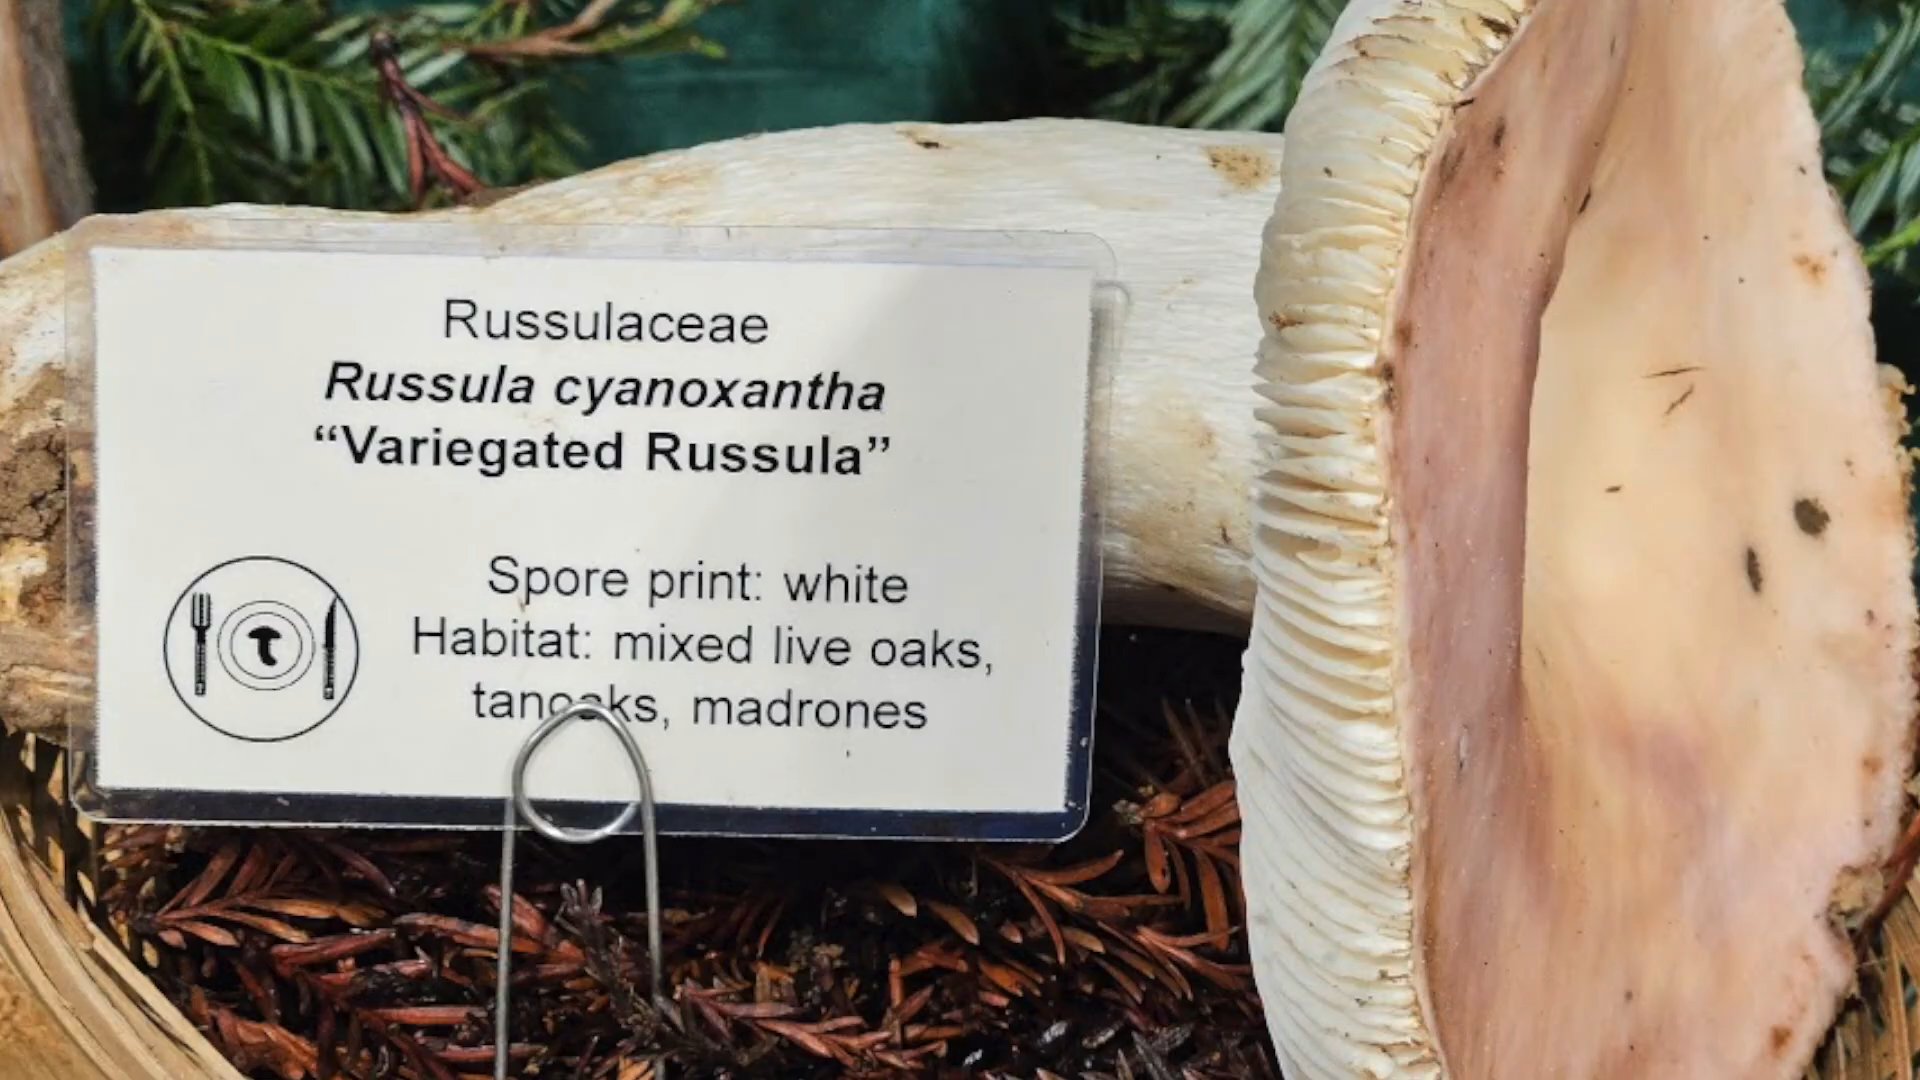 Russulaceae
Russula cyanoxantha
“Variegated Russula”
Spore print: white
Habitat: mixed live oaks,
tanoaks, madrones